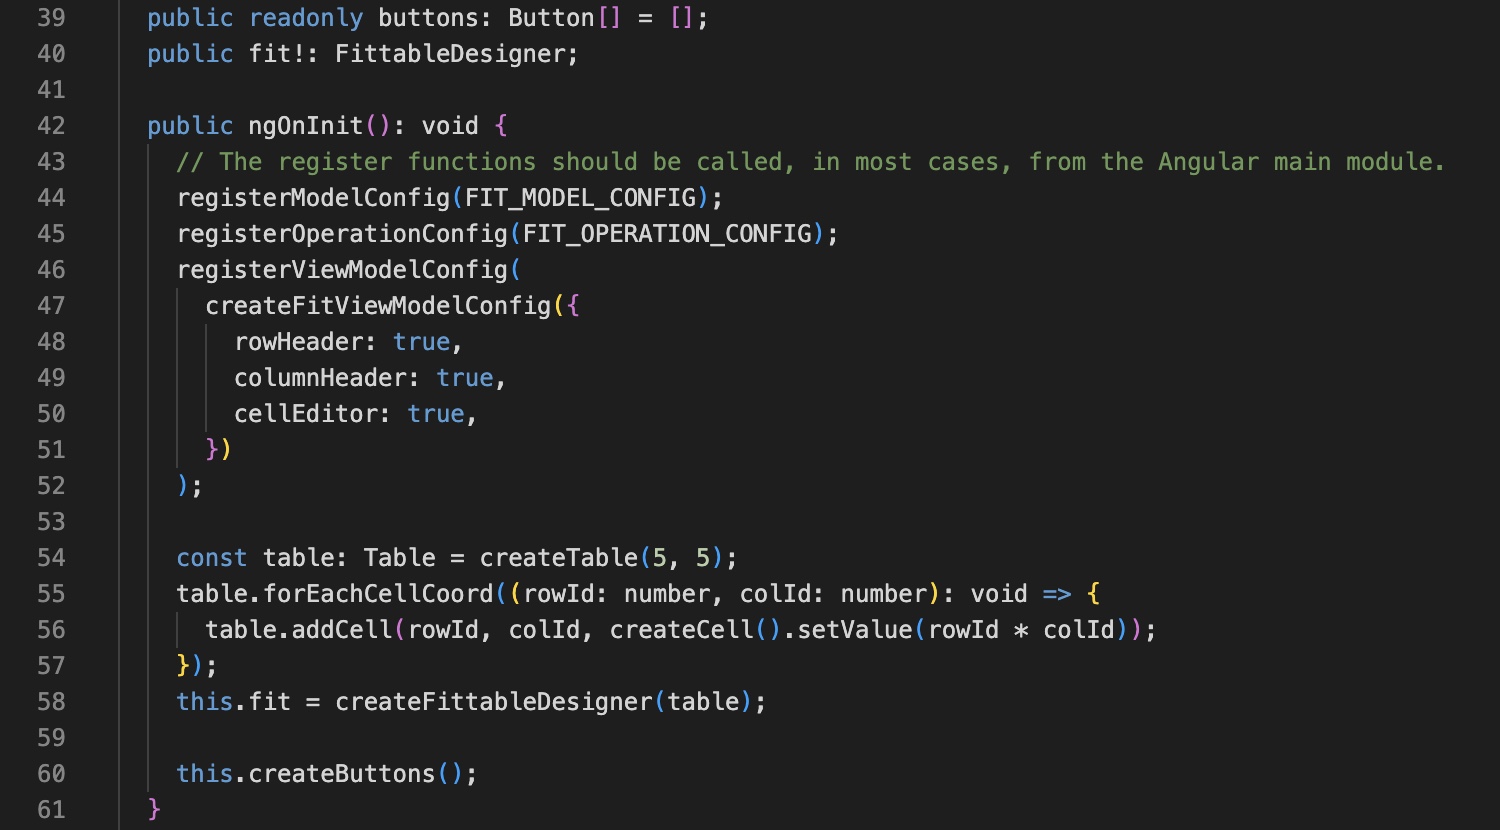 39 public readonly buttons: Button[] = [];
40 public fit!: FittableDesigner;
41
42 public ngOnInit(): void {
43 // The register functions should be called, in most cases, from the Angular main module.
44 registerModelConfig(FIT_MODEL_CONFIG);
45 registerOperationConfig(FIT_OPERATION_CONFIG);
46 registerViewModelConfig(
47 createFitViewModelConfig({
48 rowHeader: true,
49 columnHeader: true,
50 cellEditor: true,
51 })
52 );
53
54 const table: Table = createTable(5, 5);
55 table.forEachCellCoord((rowId: number, colId: number): void => {
56 table.addCell(rowId, colId, createCell().setValue(rowId * colId));
57 });
58 this.fit = createFittableDesigner(table);
59
60 this.createButtons();
61 }